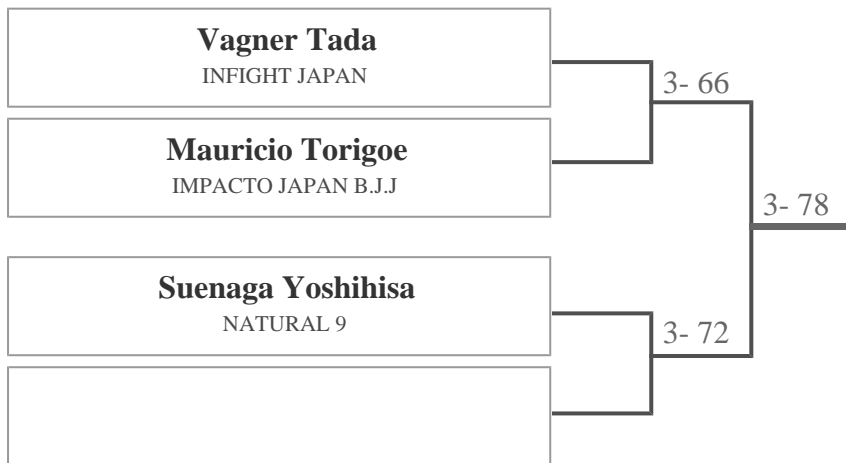 Vagner Tada
INFIGHT JAPAN
3- 66
Mauricio Torigoe
IMPACTO JAPAN B.J.J
3- 78
Suenaga Yoshihisa
NATURAL 9
3- 72